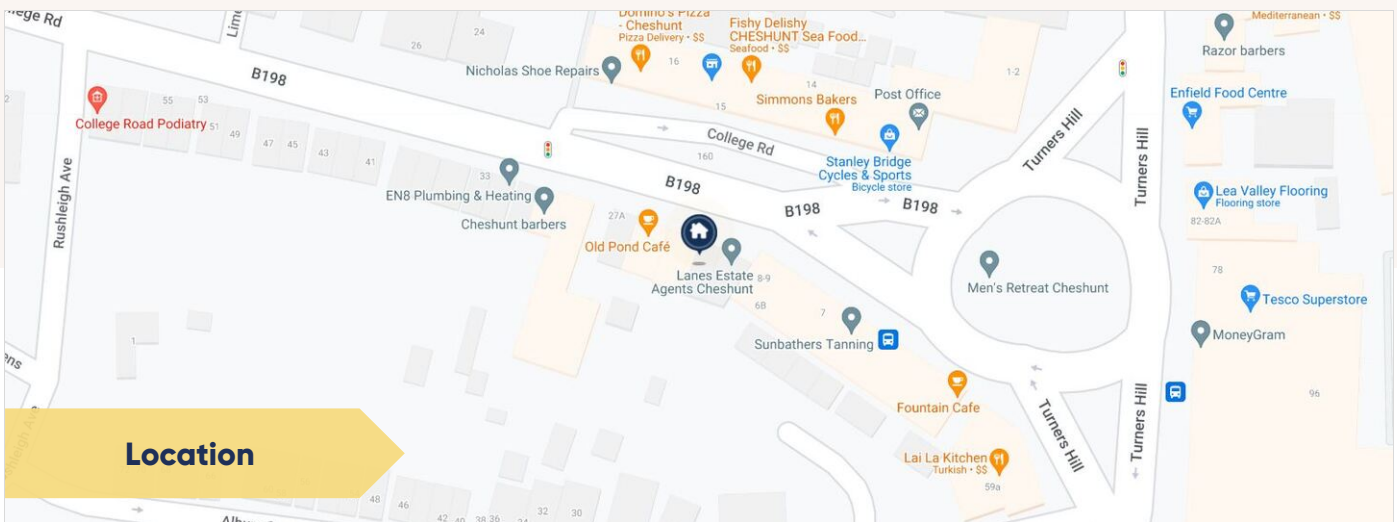 ege Rd
Lime
26
24
Domino's Pizza
- Cheshunt
Pizza Delivery • $$
Fishy Delishy
CHESHUNT Sea Food...
Seafood • $$
Mediterranean • $$
Razor barbers
B198
Nicholas Shoe Repairs
16
14
15
1-2
Simmons Bakers
Post Office
Enfield Food Centre
2
55
53
College Road Podiatry
51
49
47
45
43
41
College Rd
160
Turners Hill
Turners Hill
Stanley Bridge
Cycles & Sports
Bicycle store
Rushleigh Ave
33
EN8 Plumbing & Heating
Cheshunt barbers
B198
B198
B198
Lea Valley Flooring
Flooring store
82-82A
27A
Old Pond Café
Lanes Estate
Agents Cheshunt
8-9
6B
7
Men's Retreat Cheshunt
78
Tesco Superstore
Sunbathers Tanning
MoneyGram
1
ens
Fountain Cafe
Turners Hill
Turners Hill
96
Location
Lai La Kitchen
Turkish • $$
59a
48
46
42
40
38
36
34
32
30